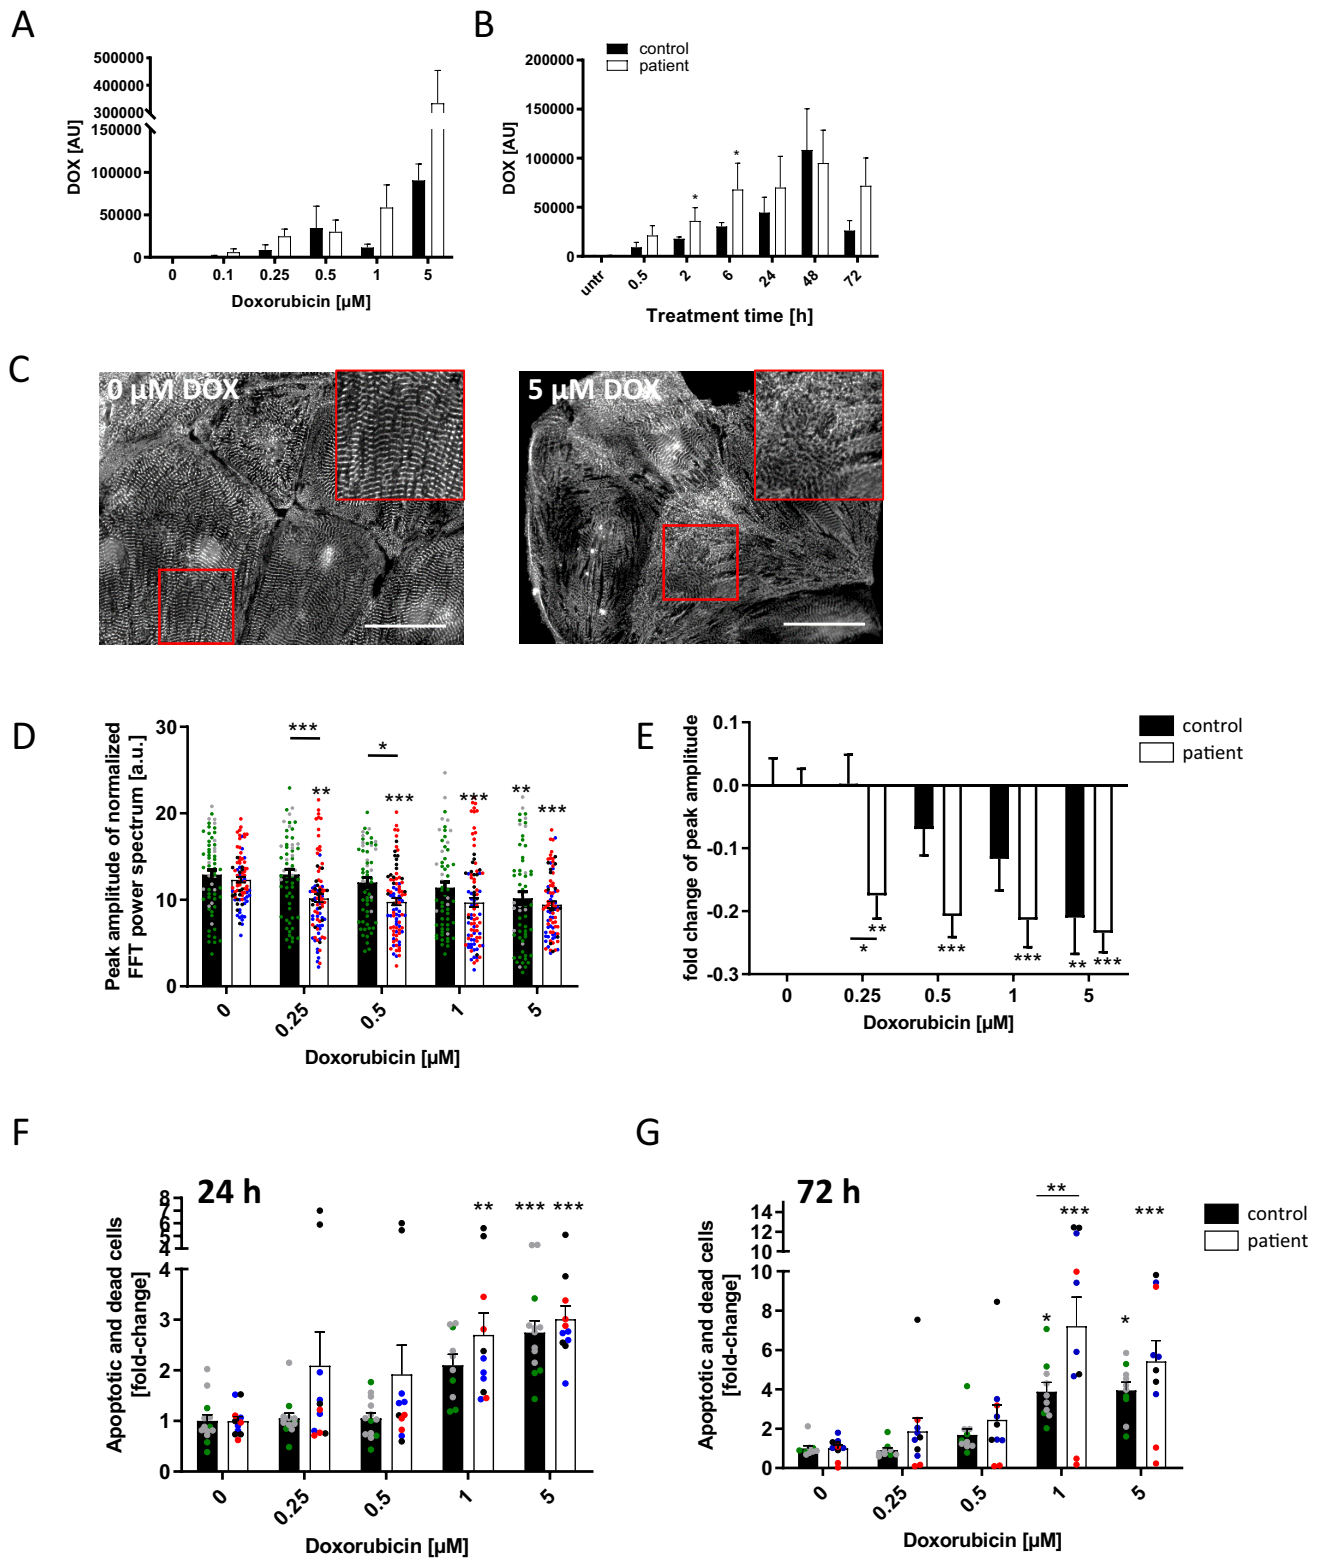 A
500000
400000
300000
150000
100000
50000
0
DOX [AU]
0 0.1 0.25 0.5 1 5
Doxorubicin [µM]
B
control
patient
200000
150000
100000
50000
0
DOX [AU]
* *
untr 0.5 2 6 24 48 72
Treatment time [h]
C
0 µM DOX
5 µM DOX
D
30
20
10
0
Peak amplitude of normalized
FFT power spectrum [a.u.]
*** *
** *** *** ** ***
0 0.25 0.5 1 5
Doxorubicin [µM]
E
control
patient
0.1
0.0
-0.1
-0.2
-0.3
fold change of peak amplitude
** * *** *** ** ***
0 0.25 0.5 1 5
Doxorubicin [µM]
F
24 h
8
7
6
5
4
4
3
2
1
0
Apoptotic and dead cells
[fold-change]
** *** ***
0 0.25 0.5 1 5
Doxorubicin [µM]
G
72 h
control
patient
14
12
10
10
8
6
4
2
0
Apoptotic and dead cells
[fold-change]
**
*** ***
* *
0 0.25 0.5 1 5
Doxorubicin [µM]